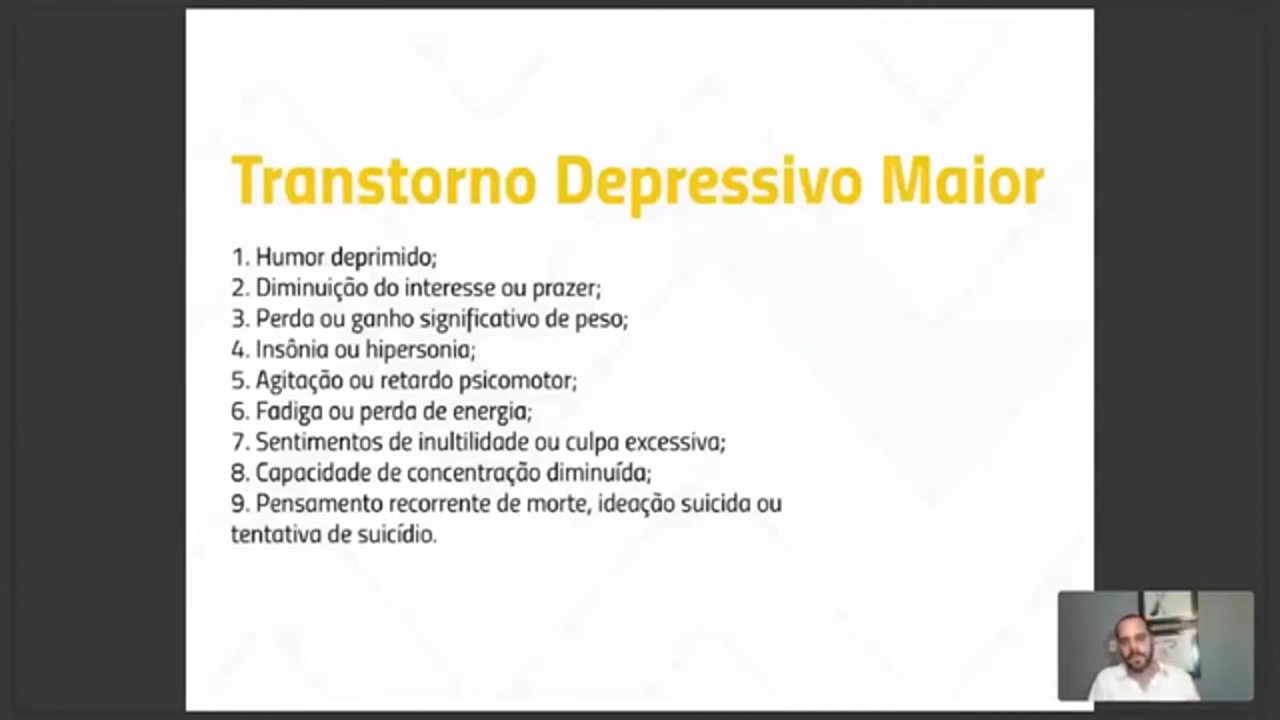 Transtorno Depressivo Maior
1. Humor deprimido;
2. Diminuição do interesse ou prazer;
3. Perda ou ganho significativo de peso;
4. Insônia ou hipersonia;
5. Agitação ou retardo psicomotor;
6. Fadiga ou perda de energia;
7. Sentimentos de inultilidade ou culpa excessiva;
8. Capacidade de concentração diminuída;
9. Pensamento recorrente de morte, ideação suicida ou
tentativa de suicídio.